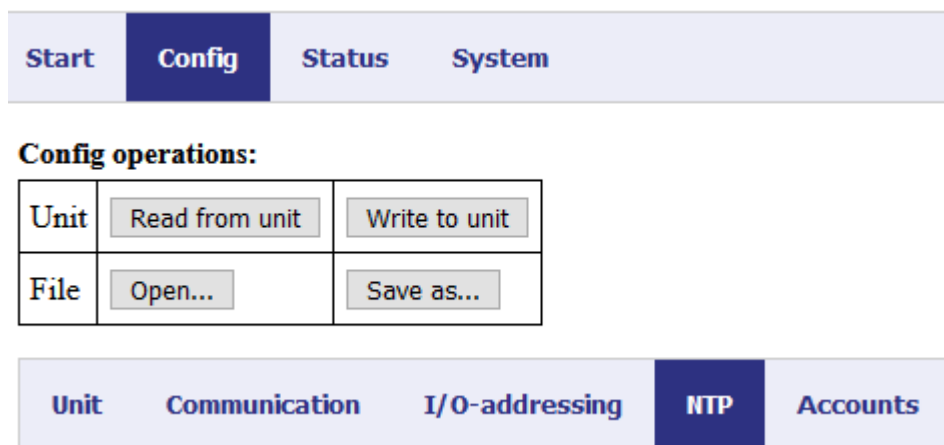 Start Config Status System
Config operations:
Unit Read from unit Write to unit
File Open... Save as...
Unit Communication I/O-addressing NTP Accounts